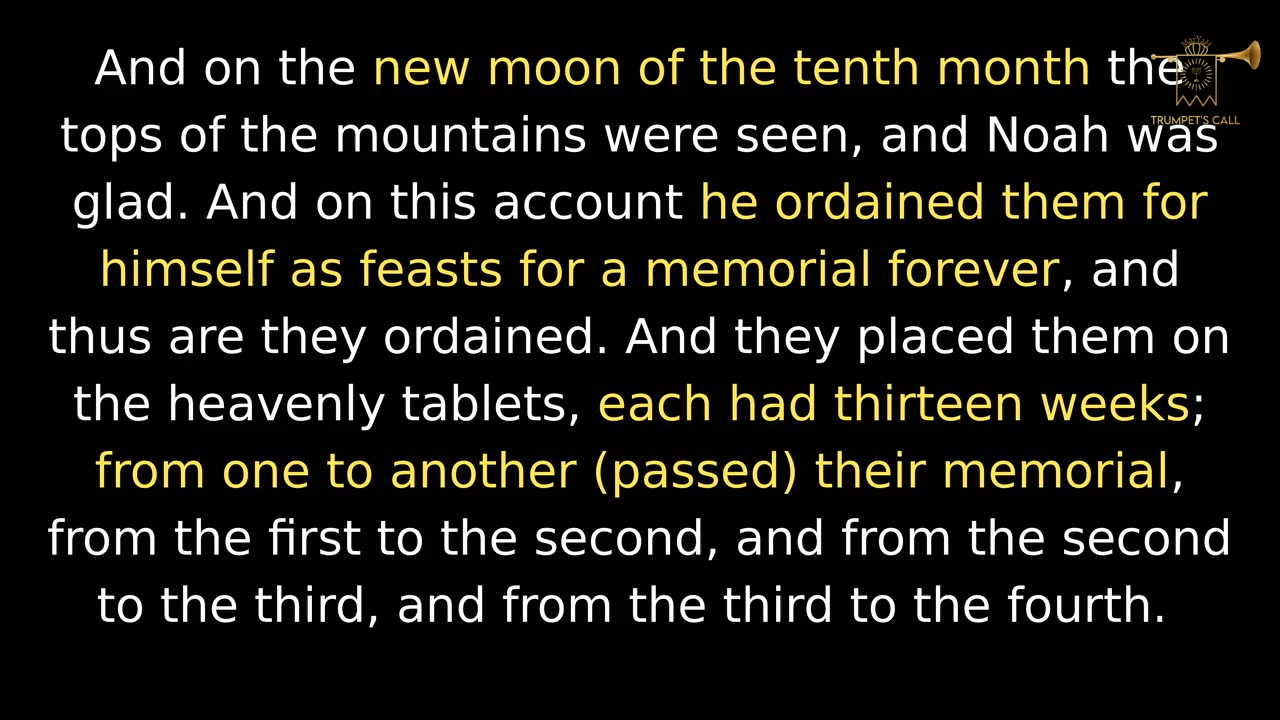 And on the new moon of the tenth month the
tops of the mountains were seen, and Noah was
glad. And on this account he ordained them for
himself as feasts for a memorial forever, and
thus are they ordained. And they placed them on
the heavenly tablets, each had thirteen weeks;
from one to another (passed) their memorial,
from the first to the second, and from the second
to the third, and from the third to the fourth.
TRUMPET'S CALL